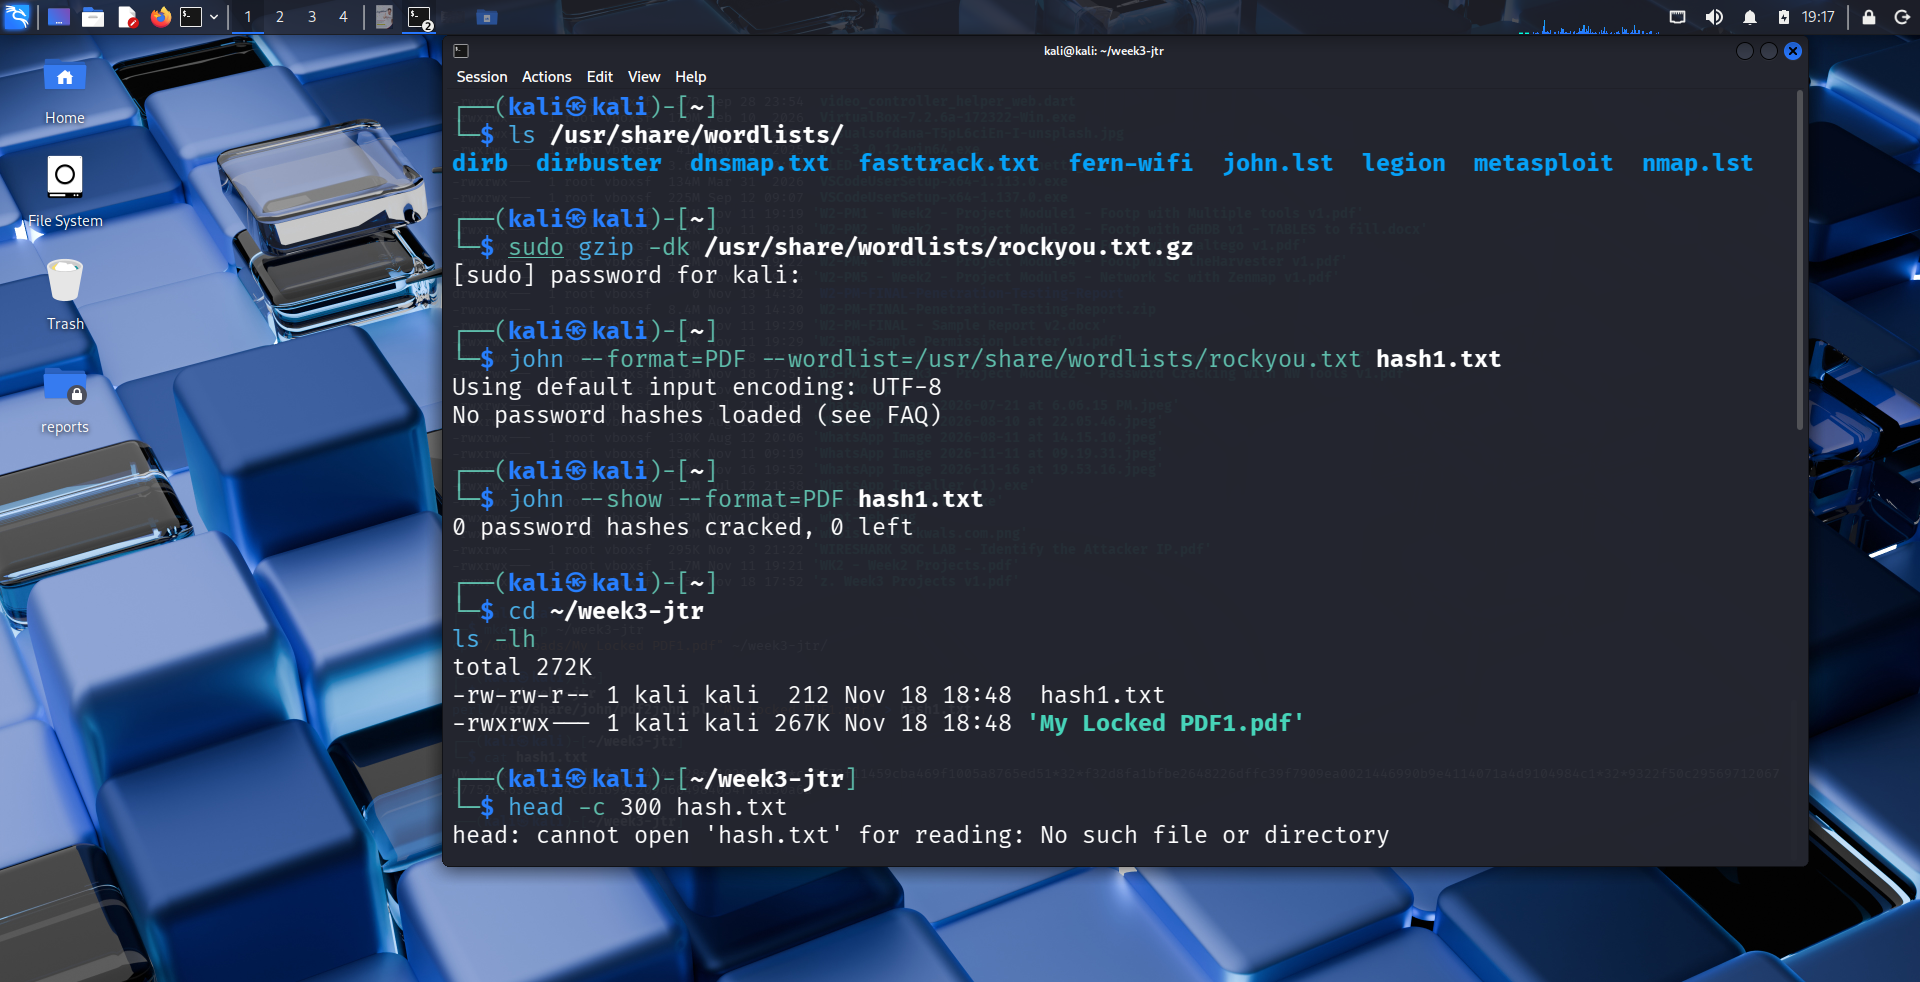 1 2 3 4
2
19:17
Home
File System
Trash
reports
kali@kali: ~/week3-jtr
Session Actions Edit View Help
┌──(kali㉿kali)-[~]
└─$ ls /usr/share/wordlists/
dirb dirbuster dnsmap.txt fasttrack.txt fern-wifi john.lst legion metasploit nmap.lst
┌──(kali㉿kali)-[~]
└─$ sudo gzip -dk /usr/share/wordlists/rockyou.txt.gz
[sudo] password for kali:
┌──(kali㉿kali)-[~]
└─$ john --format=PDF --wordlist=/usr/share/wordlists/rockyou.txt hash1.txt
Using default input encoding: UTF-8
No password hashes loaded (see FAQ)
┌──(kali㉿kali)-[~]
└─$ john --show --format=PDF hash1.txt
0 password hashes cracked, 0 left
┌──(kali㉿kali)-[~]
└─$ cd ~/week3-jtr
ls -lh
total 272K
-rw-rw-r-- 1 kali kali 212 Nov 18 18:48 hash1.txt
-rwxrwx--- 1 kali kali 267K Nov 18 18:48 'My Locked PDF1.pdf'
┌──(kali㉿kali)-[~/week3-jtr]
└─$ head -c 300 hash.txt
head: cannot open 'hash.txt' for reading: No such file or directory